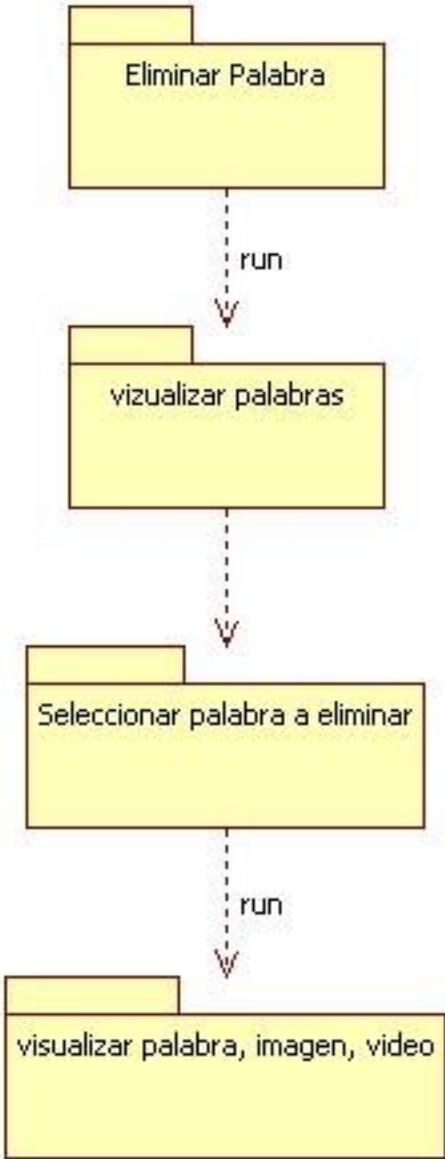 Eliminar Palabra
run
vizualizar palabras
Seleccionar palabra a eliminar
run
visualizar palabra, imagen, video